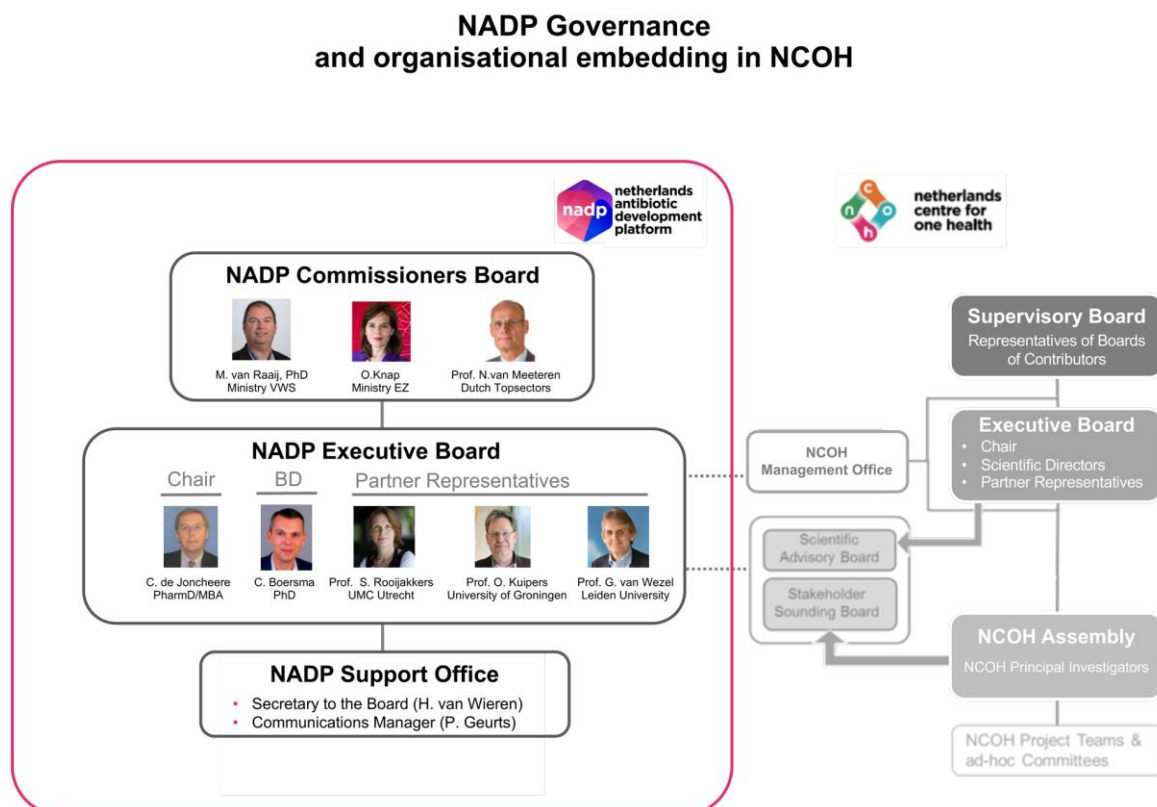 NADP Governance
and organisational embedding in NCOH
nadp
netherlands
antibiotic
development
platform
n
c
o
h
netherlands
centre for
one health
NADP Commissioners Board
M. van Raaij, PhD
Ministry VWS
O.Knap
Ministry EZ
Prof. N.van Meeteren
Dutch Topsectors
NADP Executive Board
Chair
BD
Partner Representatives
C. de Joncheere
PharmD/MBA
C. Boersma
PhD
Prof. S. Rooijakkers
UMC Utrecht
Prof. O. Kuipers
University of Groningen
Prof. G. van Wezel
Leiden University
NADP Support Office
• Secretary to the Board (H. van Wieren)
• Communications Manager (P. Geurts)
Supervisory Board
Representatives of Boards
of Contributors
Executive Board
• Chair
• Scientific Directors
• Partner Representatives
NCOH
Management Office
Scientific
Advisory Board
Stakeholder
Sounding Board
NCOH Assembly
NCOH Principal Investigators
NCOH Project Teams &
ad-hoc Committees